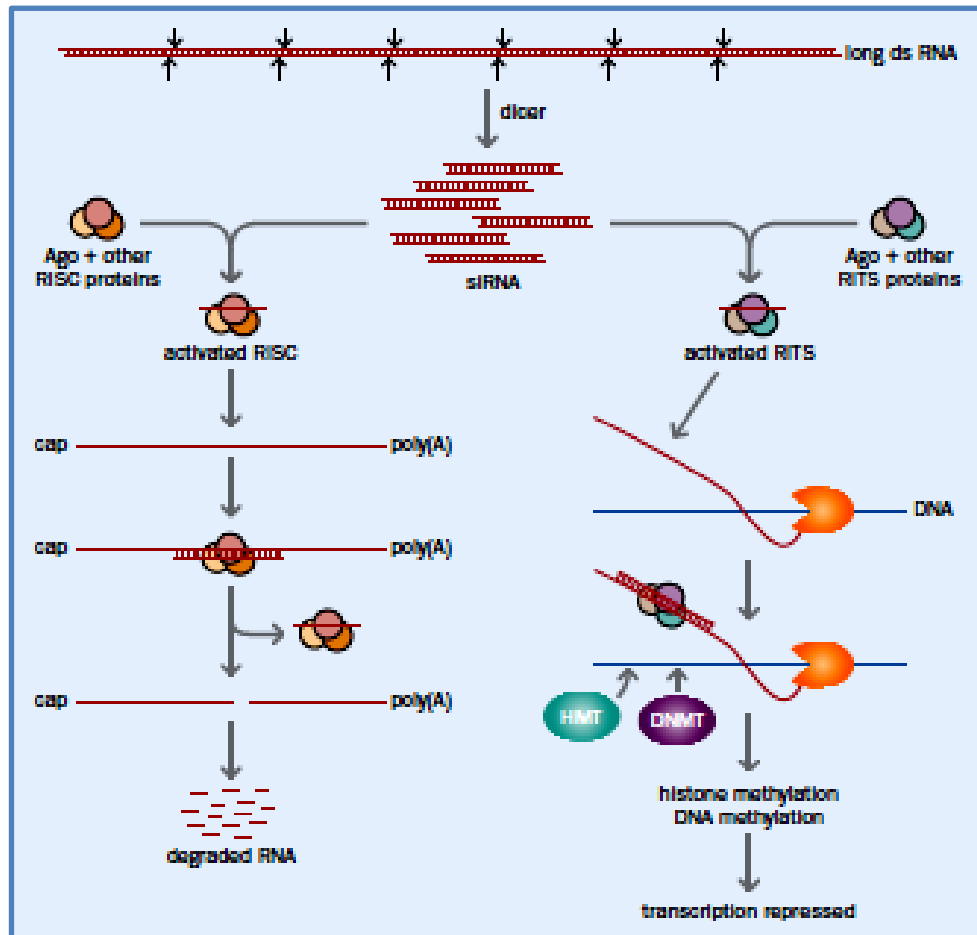 long ds RNA
dicer
Ago + other
RISC proteins
siRNA
Ago + other
RITS proteins
activated RISC
activated RITS
cap
poly(A)
DNA
cap
poly(A)
HMT
DNMT
cap
poly(A)
histone methylation
DNA methylation
degraded RNA
transcription repressed